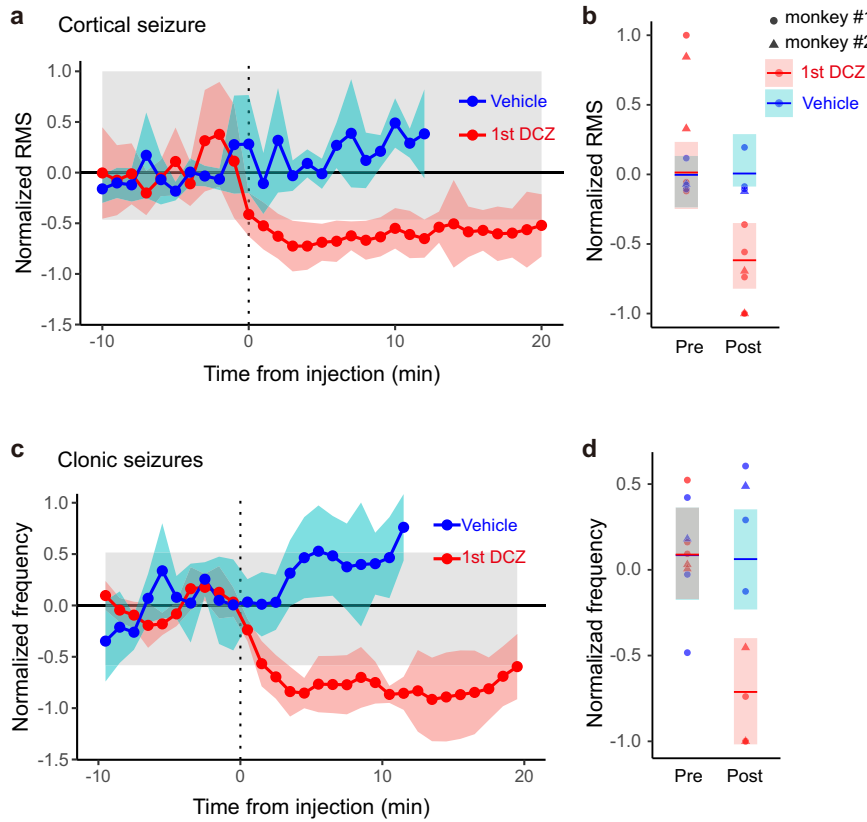 a
Cortical seizure
Normalized RMS
1.0
0.5
0.0
-0.5
-1.0
-1.5
Vehicle
1st DCZ
-10
0
10
20
Time from injection (min)
b
Normalized RMS
1.0
0.5
0.0
-0.5
-1.0
monkey #1
monkey #2
1st DCZ
Vehicle
Pre
Post
c
Clonic seizures
Normalized frequency
1.0
0.5
0.0
-0.5
-1.0
-1.5
Vehicle
1st DCZ
-10
0
10
20
Time from injection (min)
d
Normalizad frequency
0.5
0.0
-0.5
-1.0
Pre
Post